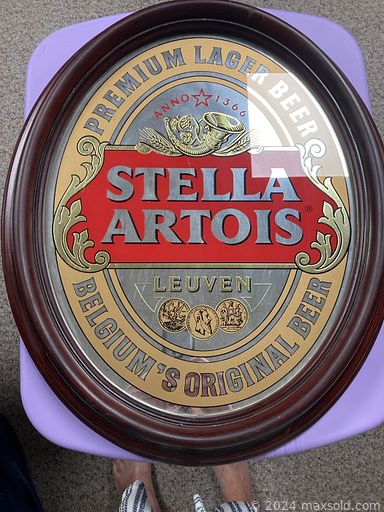 PREMIUM LAGER BEER
ANNO ☆ 1366
STELLA
ARTOIS®
LEUVEN
BELGIUM'S ORIGINAL BEER
© 2024 maxsold.com